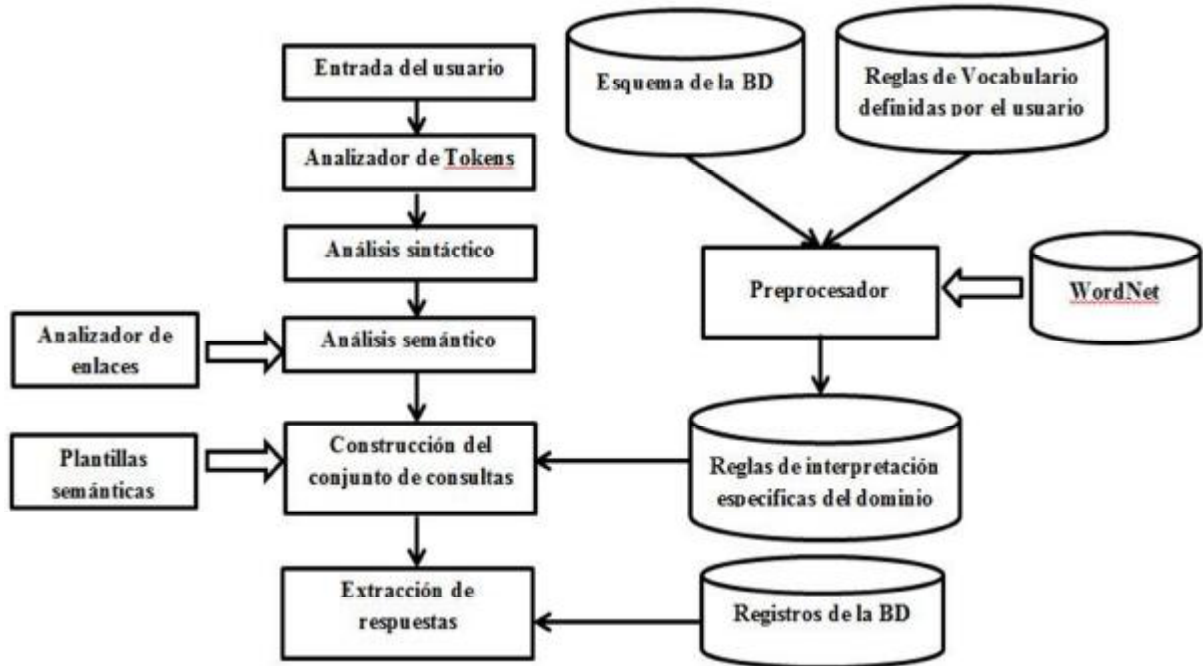 Entrada del usuario
Analizador de Tokens
Análisis sintáctico
Análisis semántico
Analizador de
enlaces
Plantillas
semánticas
Construcción del
conjunto de consultas
Extracción de
respuestas
Esquema de la BD
Reglas de Vocabulario
definidas por el usuario
Preprocesador
WordNet
Reglas de interpretación
especificas del dominio
Registros de la BD